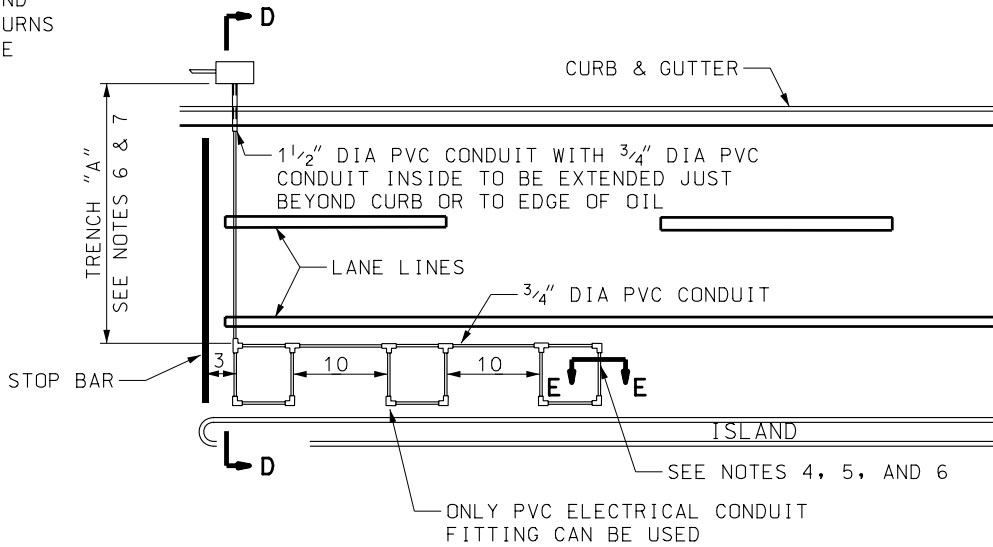 ND
URNS
E
D
CURB & GUTTER
TRENCH "A"
SEE NOTES 6 & 7
1 1/2" DIA PVC CONDUIT WITH 3/4" DIA PVC
CONDUIT INSIDE TO BE EXTENDED JUST
BEYOND CURB OR TO EDGE OF OIL
LANE LINES
3/4" DIA PVC CONDUIT
STOP BAR
3
10
10
E
E
ISLAND
D
SEE NOTES 4, 5, AND 6
ONLY PVC ELECTRICAL CONDUIT
FITTING CAN BE USED